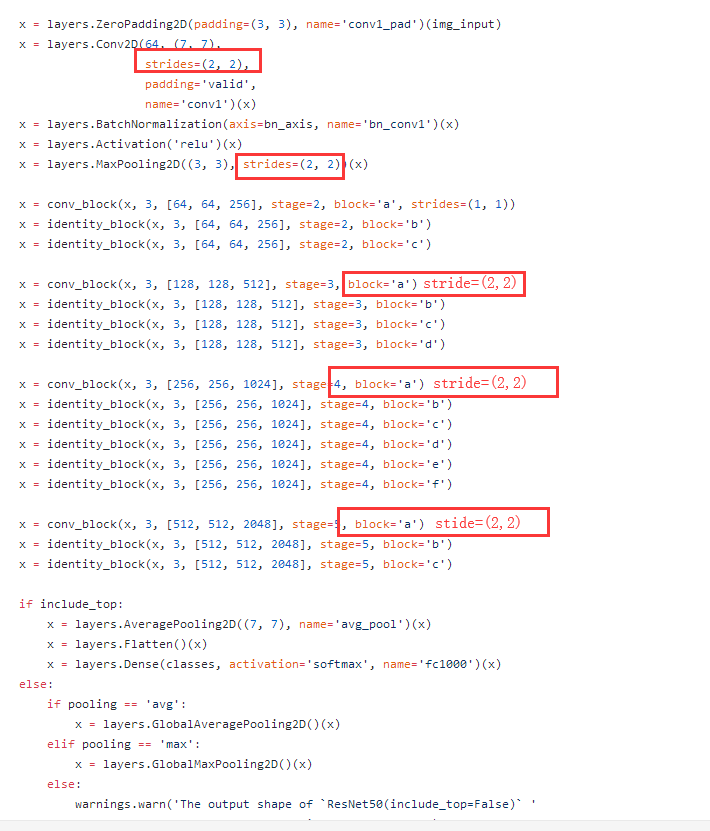 x = layers.ZeroPadding2D(padding=(3, 3), name='conv1_pad')(img_input)
x = layers.Conv2D(64, (7, 7),
strides=(2, 2),
padding='valid',
name='conv1')(x)
x = layers.BatchNormalization(axis=bn_axis, name='bn_conv1')(x)
x = layers.Activation('relu')(x)
x = layers.MaxPooling2D((3, 3), strides=(2, 2))(x)
x = conv_block(x, 3, [64, 64, 256], stage=2, block='a', strides=(1, 1))
x = identity_block(x, 3, [64, 64, 256], stage=2, block='b')
x = identity_block(x, 3, [64, 64, 256], stage=2, block='c')
x = conv_block(x, 3, [128, 128, 512], stage=3, block='a') stride=(2,2)
x = identity_block(x, 3, [128, 128, 512], stage=3, block='b')
x = identity_block(x, 3, [128, 128, 512], stage=3, block='c')
x = identity_block(x, 3, [128, 128, 512], stage=3, block='d')
x = conv_block(x, 3, [256, 256, 1024], stage=4, block='a') stride=(2,2)
x = identity_block(x, 3, [256, 256, 1024], stage=4, block='b')
x = identity_block(x, 3, [256, 256, 1024], stage=4, block='c')
x = identity_block(x, 3, [256, 256, 1024], stage=4, block='d')
x = identity_block(x, 3, [256, 256, 1024], stage=4, block='e')
x = identity_block(x, 3, [256, 256, 1024], stage=4, block='f')
x = conv_block(x, 3, [512, 512, 2048], stage=5, block='a') stide=(2,2)
x = identity_block(x, 3, [512, 512, 2048], stage=5, block='b')
x = identity_block(x, 3, [512, 512, 2048], stage=5, block='c')
if include_top:
x = layers.AveragePooling2D((7, 7), name='avg_pool')(x)
x = layers.Flatten()(x)
x = layers.Dense(classes, activation='softmax', name='fc1000')(x)
else:
if pooling == 'avg':
x = layers.GlobalAveragePooling2D()(x)
elif pooling == 'max':
x = layers.GlobalMaxPooling2D()(x)
else:
warnings.warn('The output shape of `ResNet50(include_top=False)` '